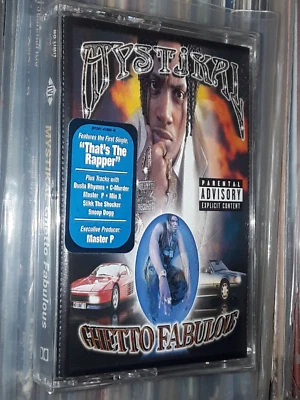 MYSTIKAL
Features the First Single,
"That's The
Rapper"
Plus Tracks with
Busta Rhymes • C-Murder
Master P • Mia X
Silkk The Shocker
Snoop Dogg
Executive Producer:
Master P
PARENTAL
ADVISORY
EXPLICIT CONTENT
GHETTO FABULOUS
MYSTIKAL Ghetto Fabulous